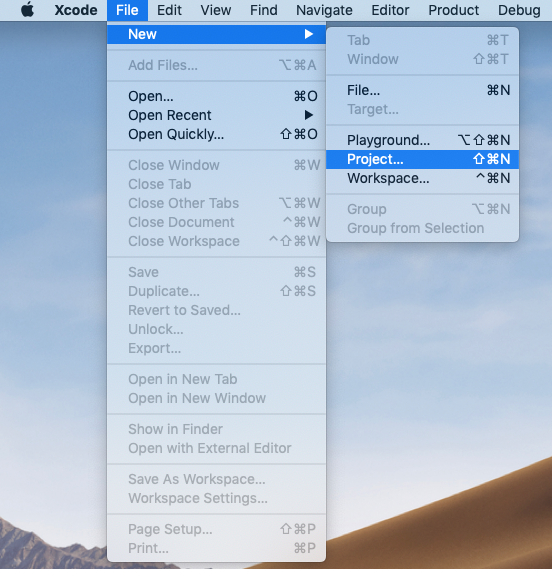 Xcode File Edit View Find Navigate Editor Product Debug
New ▶
Add Files... ⌥⌘A
Open... ⌘O
Open Recent ▶
Open Quickly... ⇧⌘O
Close Window ⌘W
Close Tab
Close Other Tabs ⌥⌘W
Close Document ^⌘W
Close Workspace ^⇧⌘W
Save ⌘S
Duplicate... ⇧⌘S
Revert to Saved...
Unlock...
Export...
Open in New Tab
Open in New Window
Show in Finder
Open with External Editor
Save As Workspace...
Workspace Settings...
Page Setup... ⇧⌘P
Print... ⌘P
Tab ⌘T
Window ⇧⌘T
File... ⌘N
Target...
Playground... ⌥⇧⌘N
Project... ⇧⌘N
Workspace... ^⌘N
Group ⌥⌘N
Group from Selection